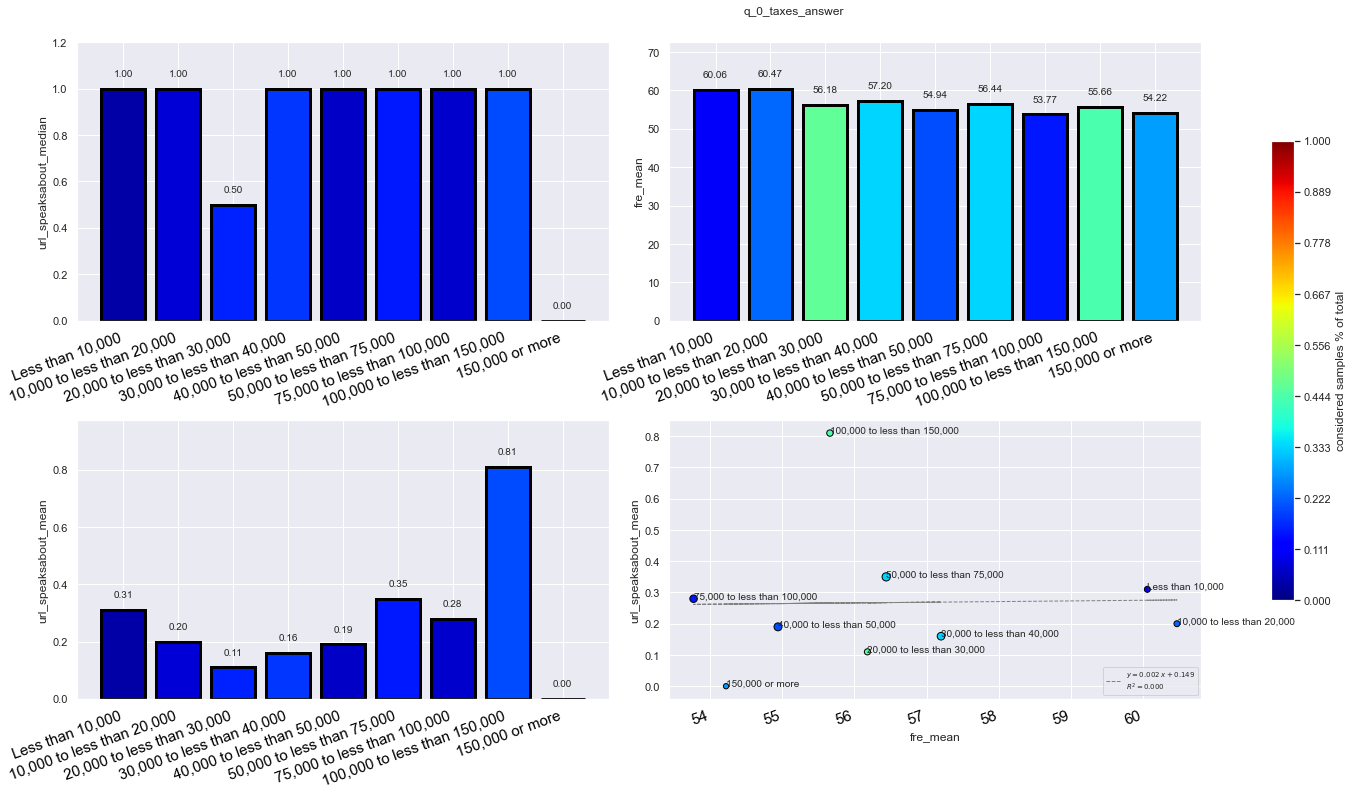 q_0_taxes_answer
url_speaksabout_median
1.2
1.0
0.8
0.6
0.4
0.2
0.0
1.00
1.00
0.50
1.00
1.00
1.00
1.00
1.00
0.00
Less than 10,000
10,000 to less than 20,000
20,000 to less than 30,000
30,000 to less than 40,000
40,000 to less than 50,000
50,000 to less than 75,000
75,000 to less than 100,000
100,000 to less than 150,000
150,000 or more
fre_mean
70
60
50
40
30
20
10
0
60.06
60.47
56.18
57.20
54.94
56.44
53.77
55.66
54.22
Less than 10,000
10,000 to less than 20,000
20,000 to less than 30,000
30,000 to less than 40,000
40,000 to less than 50,000
50,000 to less than 75,000
75,000 to less than 100,000
100,000 to less than 150,000
150,000 or more
url_speaksabout_mean
0.8
0.6
0.4
0.2
0.0
0.31
0.20
0.11
0.16
0.19
0.35
0.28
0.81
0.00
Less than 10,000
10,000 to less than 20,000
20,000 to less than 30,000
30,000 to less than 40,000
40,000 to less than 50,000
50,000 to less than 75,000
75,000 to less than 100,000
100,000 to less than 150,000
150,000 or more
url_speaksabout_mean
0.8
0.7
0.6
0.5
0.4
0.3
0.2
0.1
0.0
100,000 to less than 150,000
50,000 to less than 75,000
Less than 10,000
75,000 to less than 100,000
40,000 to less than 50,000
10,000 to less than 20,000
30,000 to less than 40,000
20,000 to less than 30,000
150,000 or more
y = 0.002 x + 0.149
R² = 0.000
54
55
56
57
58
59
60
fre_mean
1.000
0.889
0.778
0.667
0.556
0.444
0.333
0.222
0.111
0.000
considered samples % of total